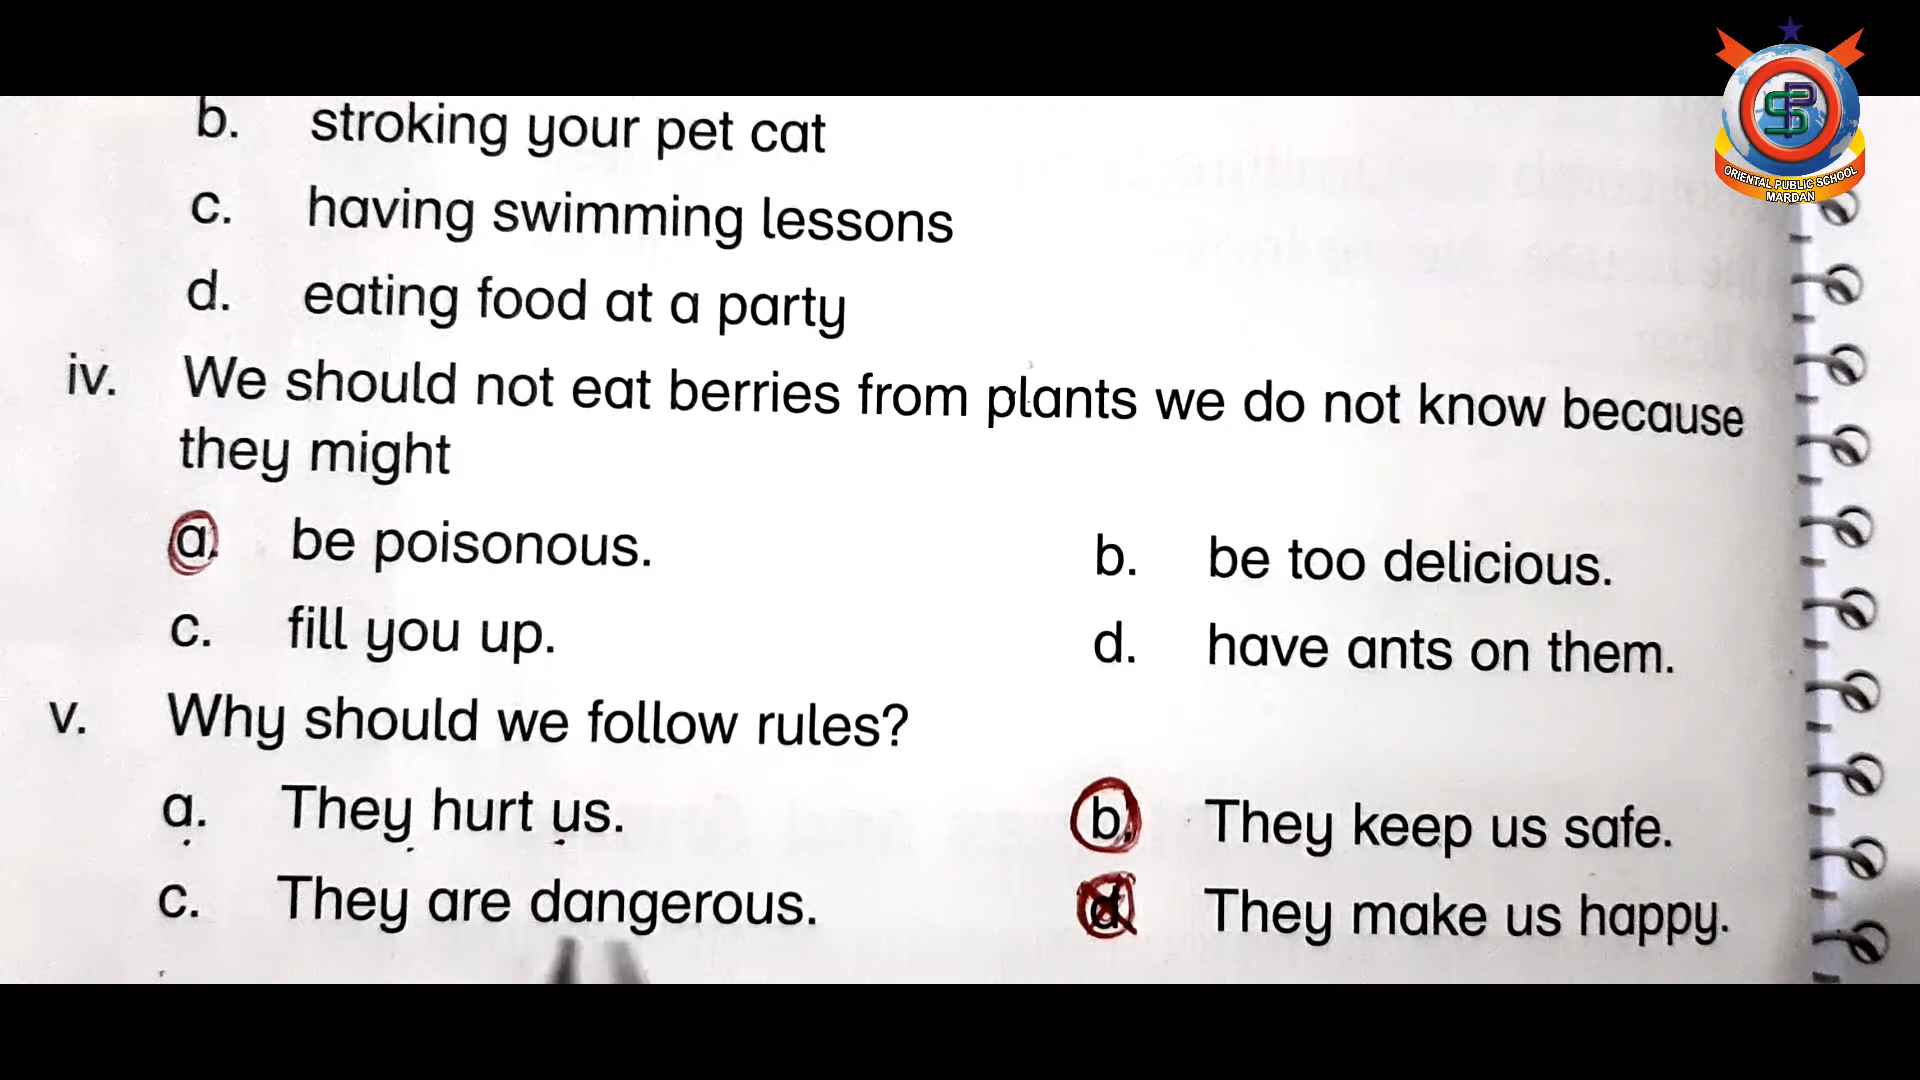 b. stroking your pet cat
c. having swimming lessons
d. eating food at a party
iv. We should not eat berries from plants we do not know because
they might
a. be poisonous. b. be too delicious.
c. fill you up. d. have ants on them.
v. Why should we follow rules?
a. They hurt us. b. They keep us safe.
c. They are dangerous. d. They make us happy.
SP
ORIENTAL PUBLIC SCHOOL
MARDAN